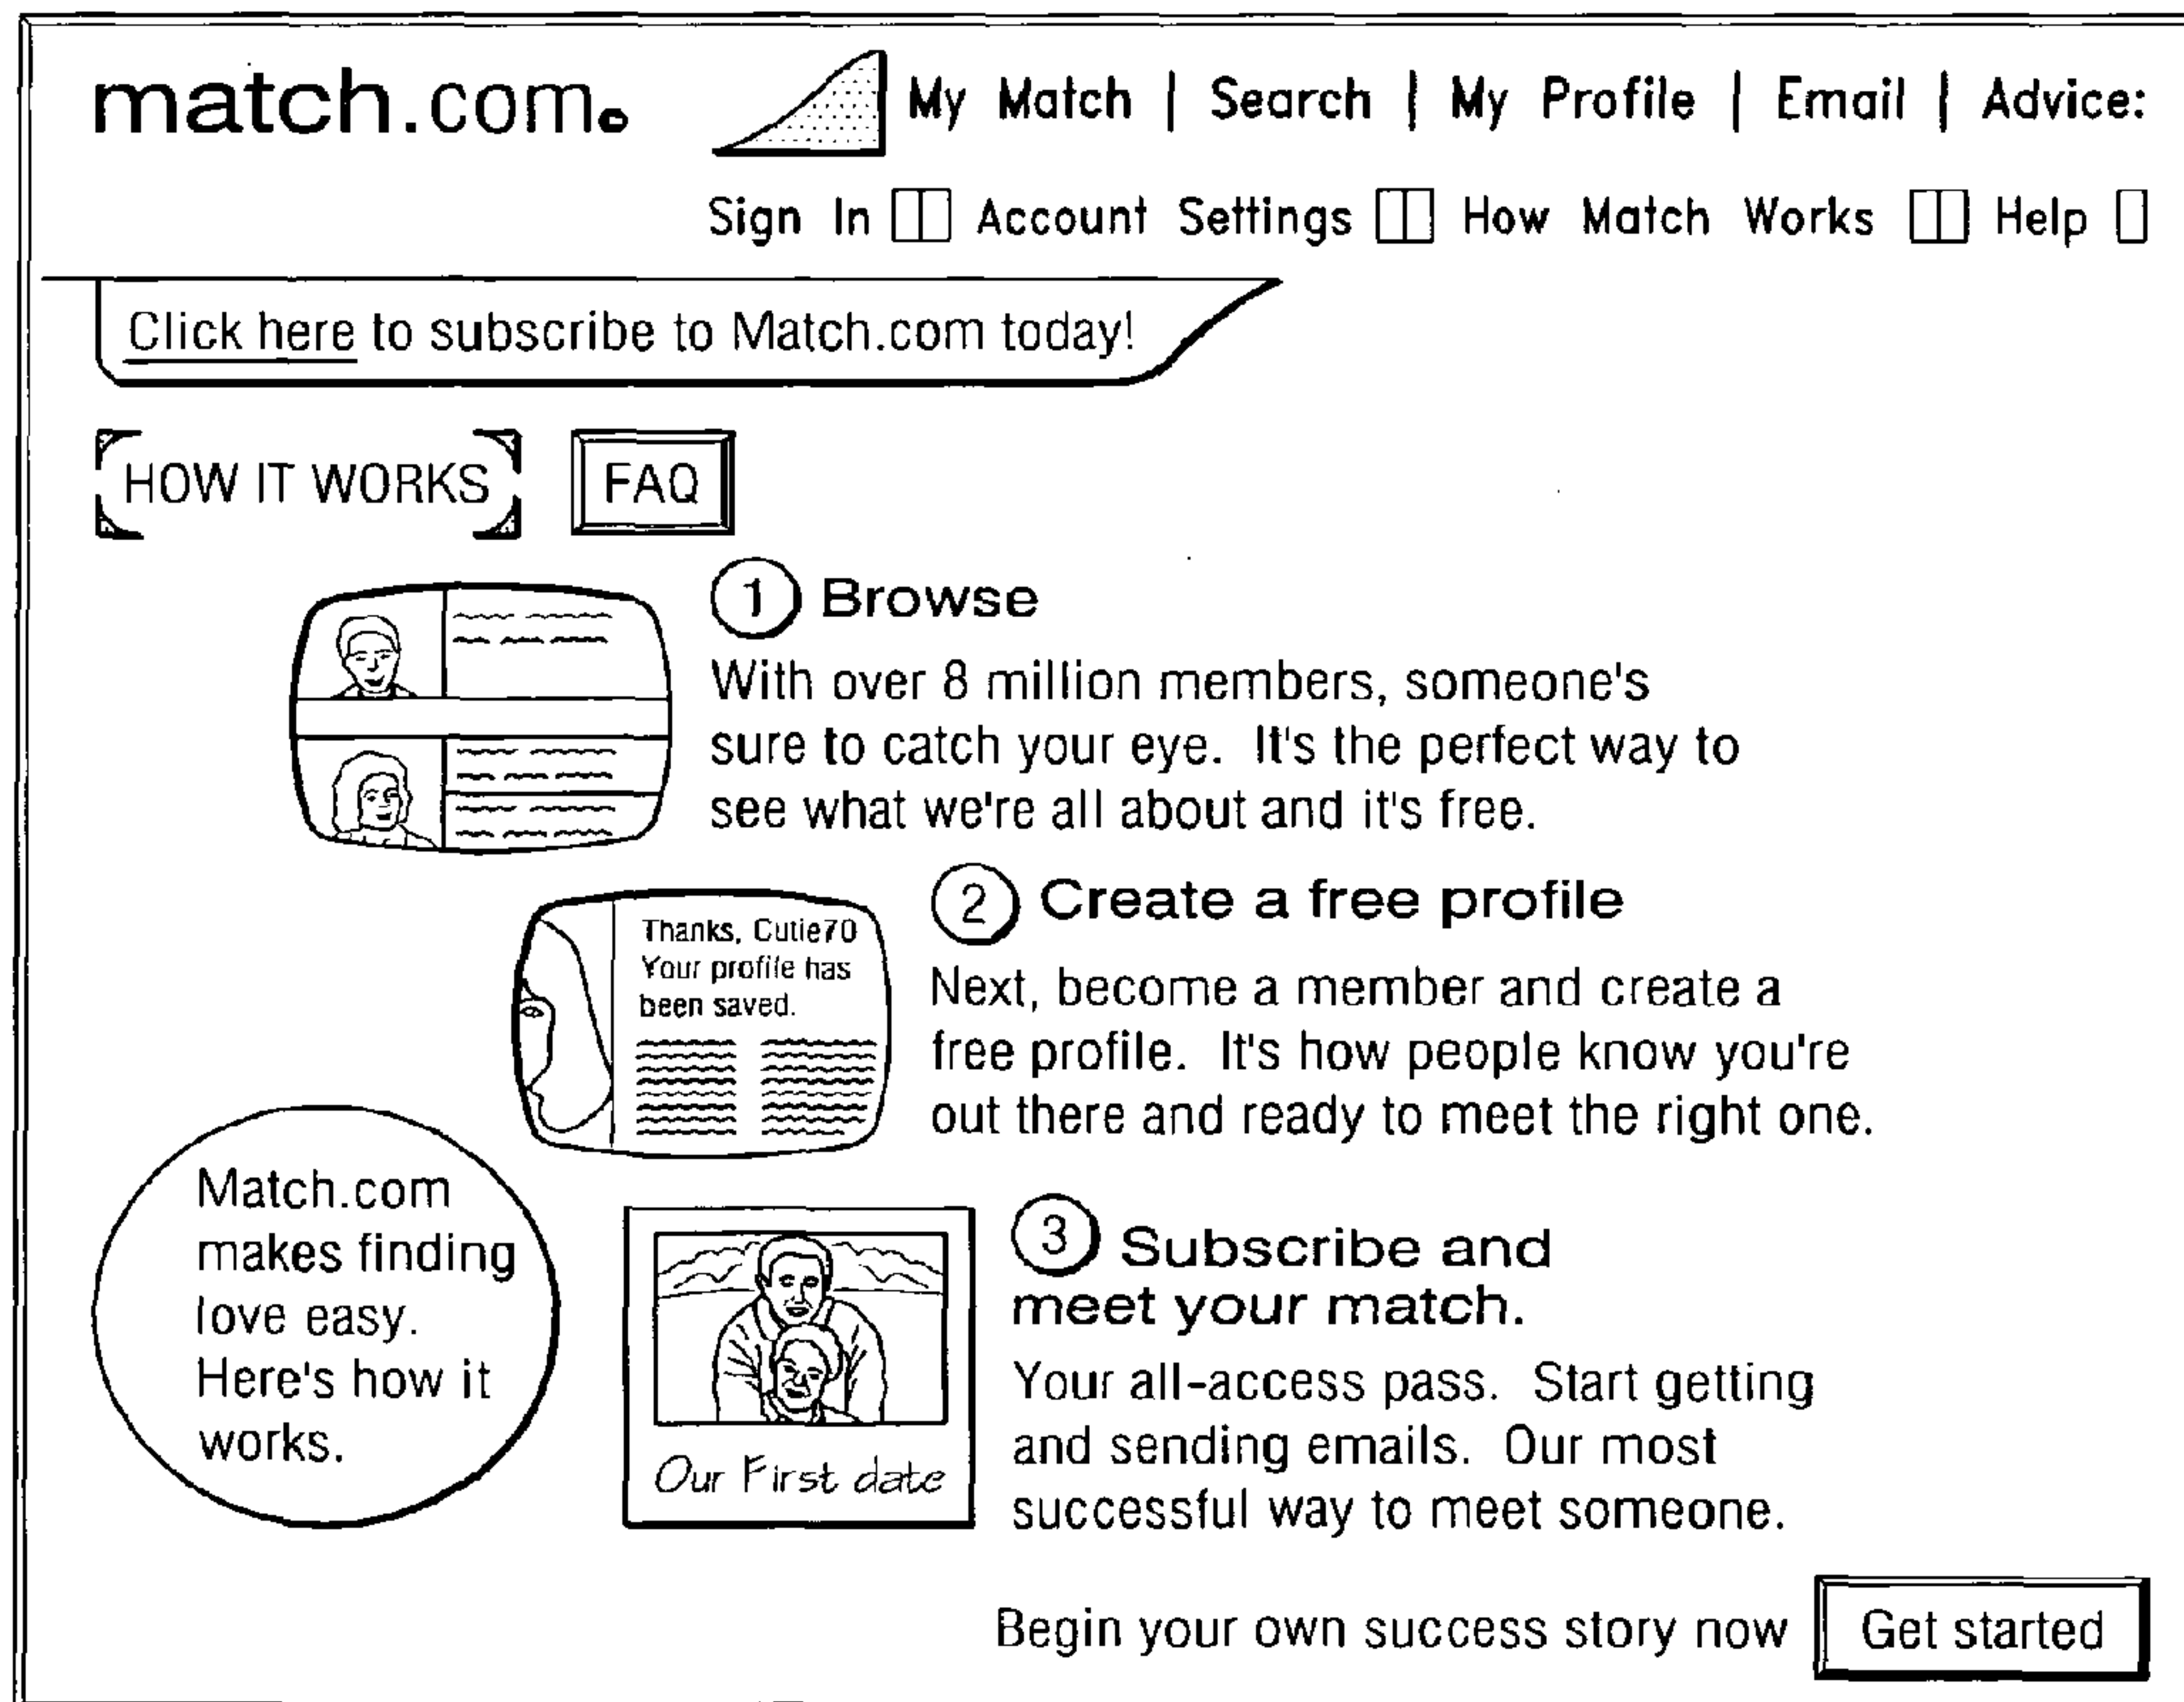 match.com
My Match | Search | My Profile | Email | Advice:
Sign In Account Settings How Match Works Help
Click here to subscribe to Match.com today!
HOW IT WORKS FAQ
1 Browse
With over 8 million members, someone's
sure to catch your eye. It's the perfect way to
see what we're all about and it's free.
Thanks, Cutie70
Your profile has
been saved.
2 Create a free profile
Next, become a member and create a
free profile. It's how people know you're
out there and ready to meet the right one.
Match.com
makes finding
love easy.
Here's how it
works.
Our First date
3 Subscribe and
meet your match.
Your all-access pass. Start getting
and sending emails. Our most
successful way to meet someone.
Begin your own success story now Get started